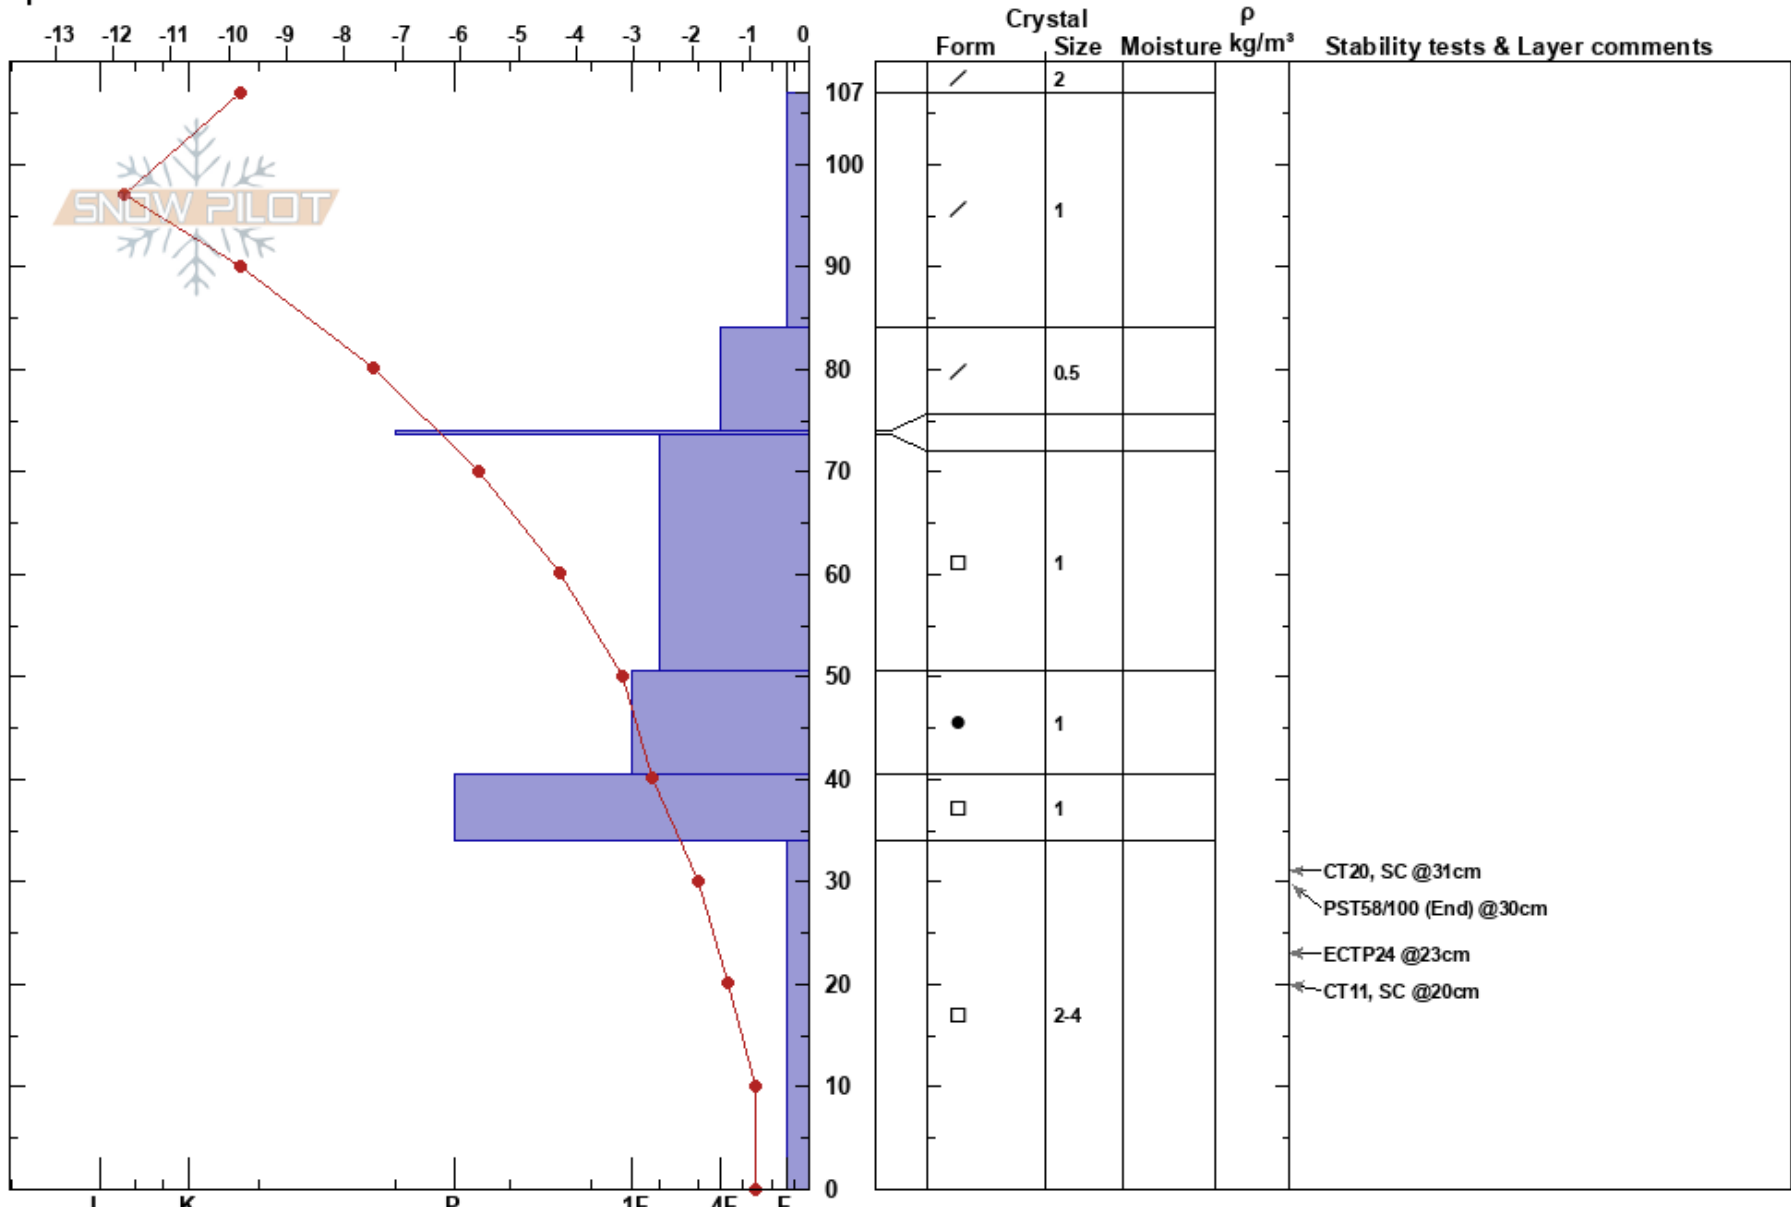 Crystal ρ
-13 -12 -11 -10 -9 -8 -7 -6 -5 -4 -3 -2 -1 0 Form Size Moisture kg/m³ Stability tests & Layer comments
2
107
100
SNOW PILOT
1
90
80
0.5
70
60
1
50
1
40
1
CT20, SC @31cm
30
PST58/100 (End) @30cm
ECTP24 @23cm
20
CT11, SC @20cm
2-4
10
0
I K P 1F 4F F